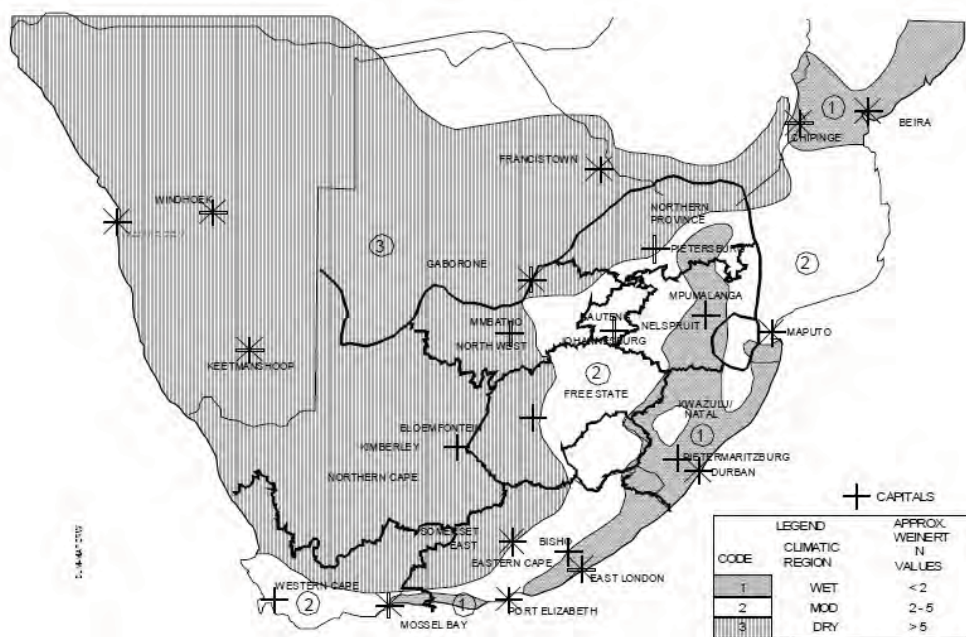 1
BEIRA
CHIPINGE
FRANCISTOWN
WINDHOEK
NORTHERN
PROVINCE
3
PIETERSBURG
2
GABORONE
MPUMALANGA
MMBATHO
NELSPRUIT
MAPUTO
NORTH WEST
JOHANNESBURG
KEETMANSHOOP
2
FREE STATE
KWAZULU/
NATAL
BLOEMFONTEIN
1
KIMBERLEY
PIETERMARITZBURG
DURBAN
NORTHERN CAPE
CAPITALS
SOMERSET
EAST
BISHO
EASTERN CAPE
EAST LONDON
WESTERN CAPE
2
1
PORT ELIZABETH
MOSSEL BAY
LEGEND
CODE CLIMATIC REGION APPROX. WEINERT N VALUES
1 WET <2
2 MOD 2-5
3 DRY >5